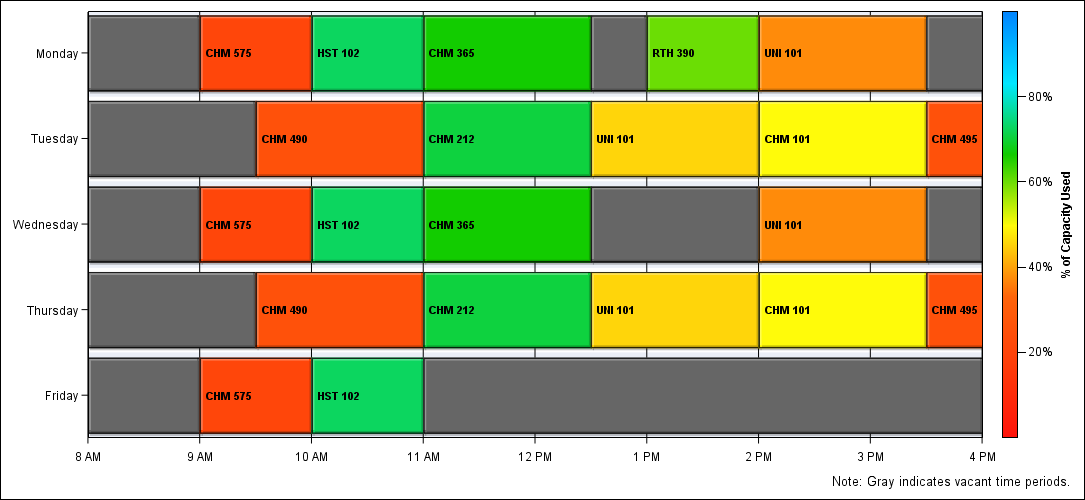 Monday
CHM 575
HST 102
CHM 365
RTH 390
UNI 101
Tuesday
CHM 490
CHM 212
UNI 101
CHM 101
CHM 495
Wednesday
CHM 575
HST 102
CHM 365
UNI 101
Thursday
CHM 490
CHM 212
UNI 101
CHM 101
CHM 495
Friday
CHM 575
HST 102
8 AM
9 AM
10 AM
11 AM
12 PM
1 PM
2 PM
3 PM
4 PM
80%
60%
40%
20%
% of Capacity Used
Note: Gray indicates vacant time periods.